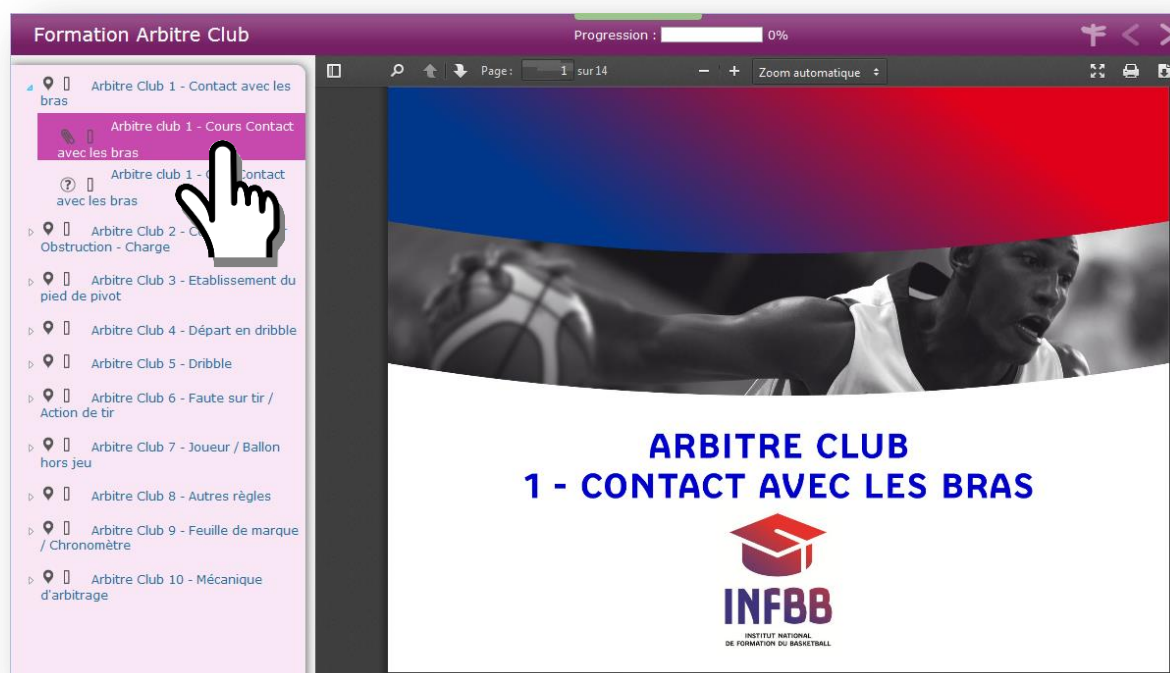 Formation Arbitre Club
Progression :
0%
Page :
1
sur 14
Zoom automatique
Arbitre Club 1 - Contact avec les
bras
Arbitre club 1 - Cours Contact
avec les bras
Arbitre club 1 -
Contact
avec les bras
Arbitre Club 2 -
Obstruction - Charge
Arbitre Club 3 - Etablissement du
pied de pivot
Arbitre Club 4 - Départ en dribble
Arbitre Club 5 - Dribble
Arbitre Club 6 - Faute sur tir /
Action de tir
Arbitre Club 7 - Joueur / Ballon
hors jeu
Arbitre Club 8 - Autres règles
Arbitre Club 9 - Feuille de marque
/ Chronomètre
Arbitre Club 10 - Mécanique
d'arbitrage
ARBITRE CLUB
1 - CONTACT AVEC LES BRAS
INFBB
INSTITUT NATIONAL
DE FORMATION DU BASKETBALL